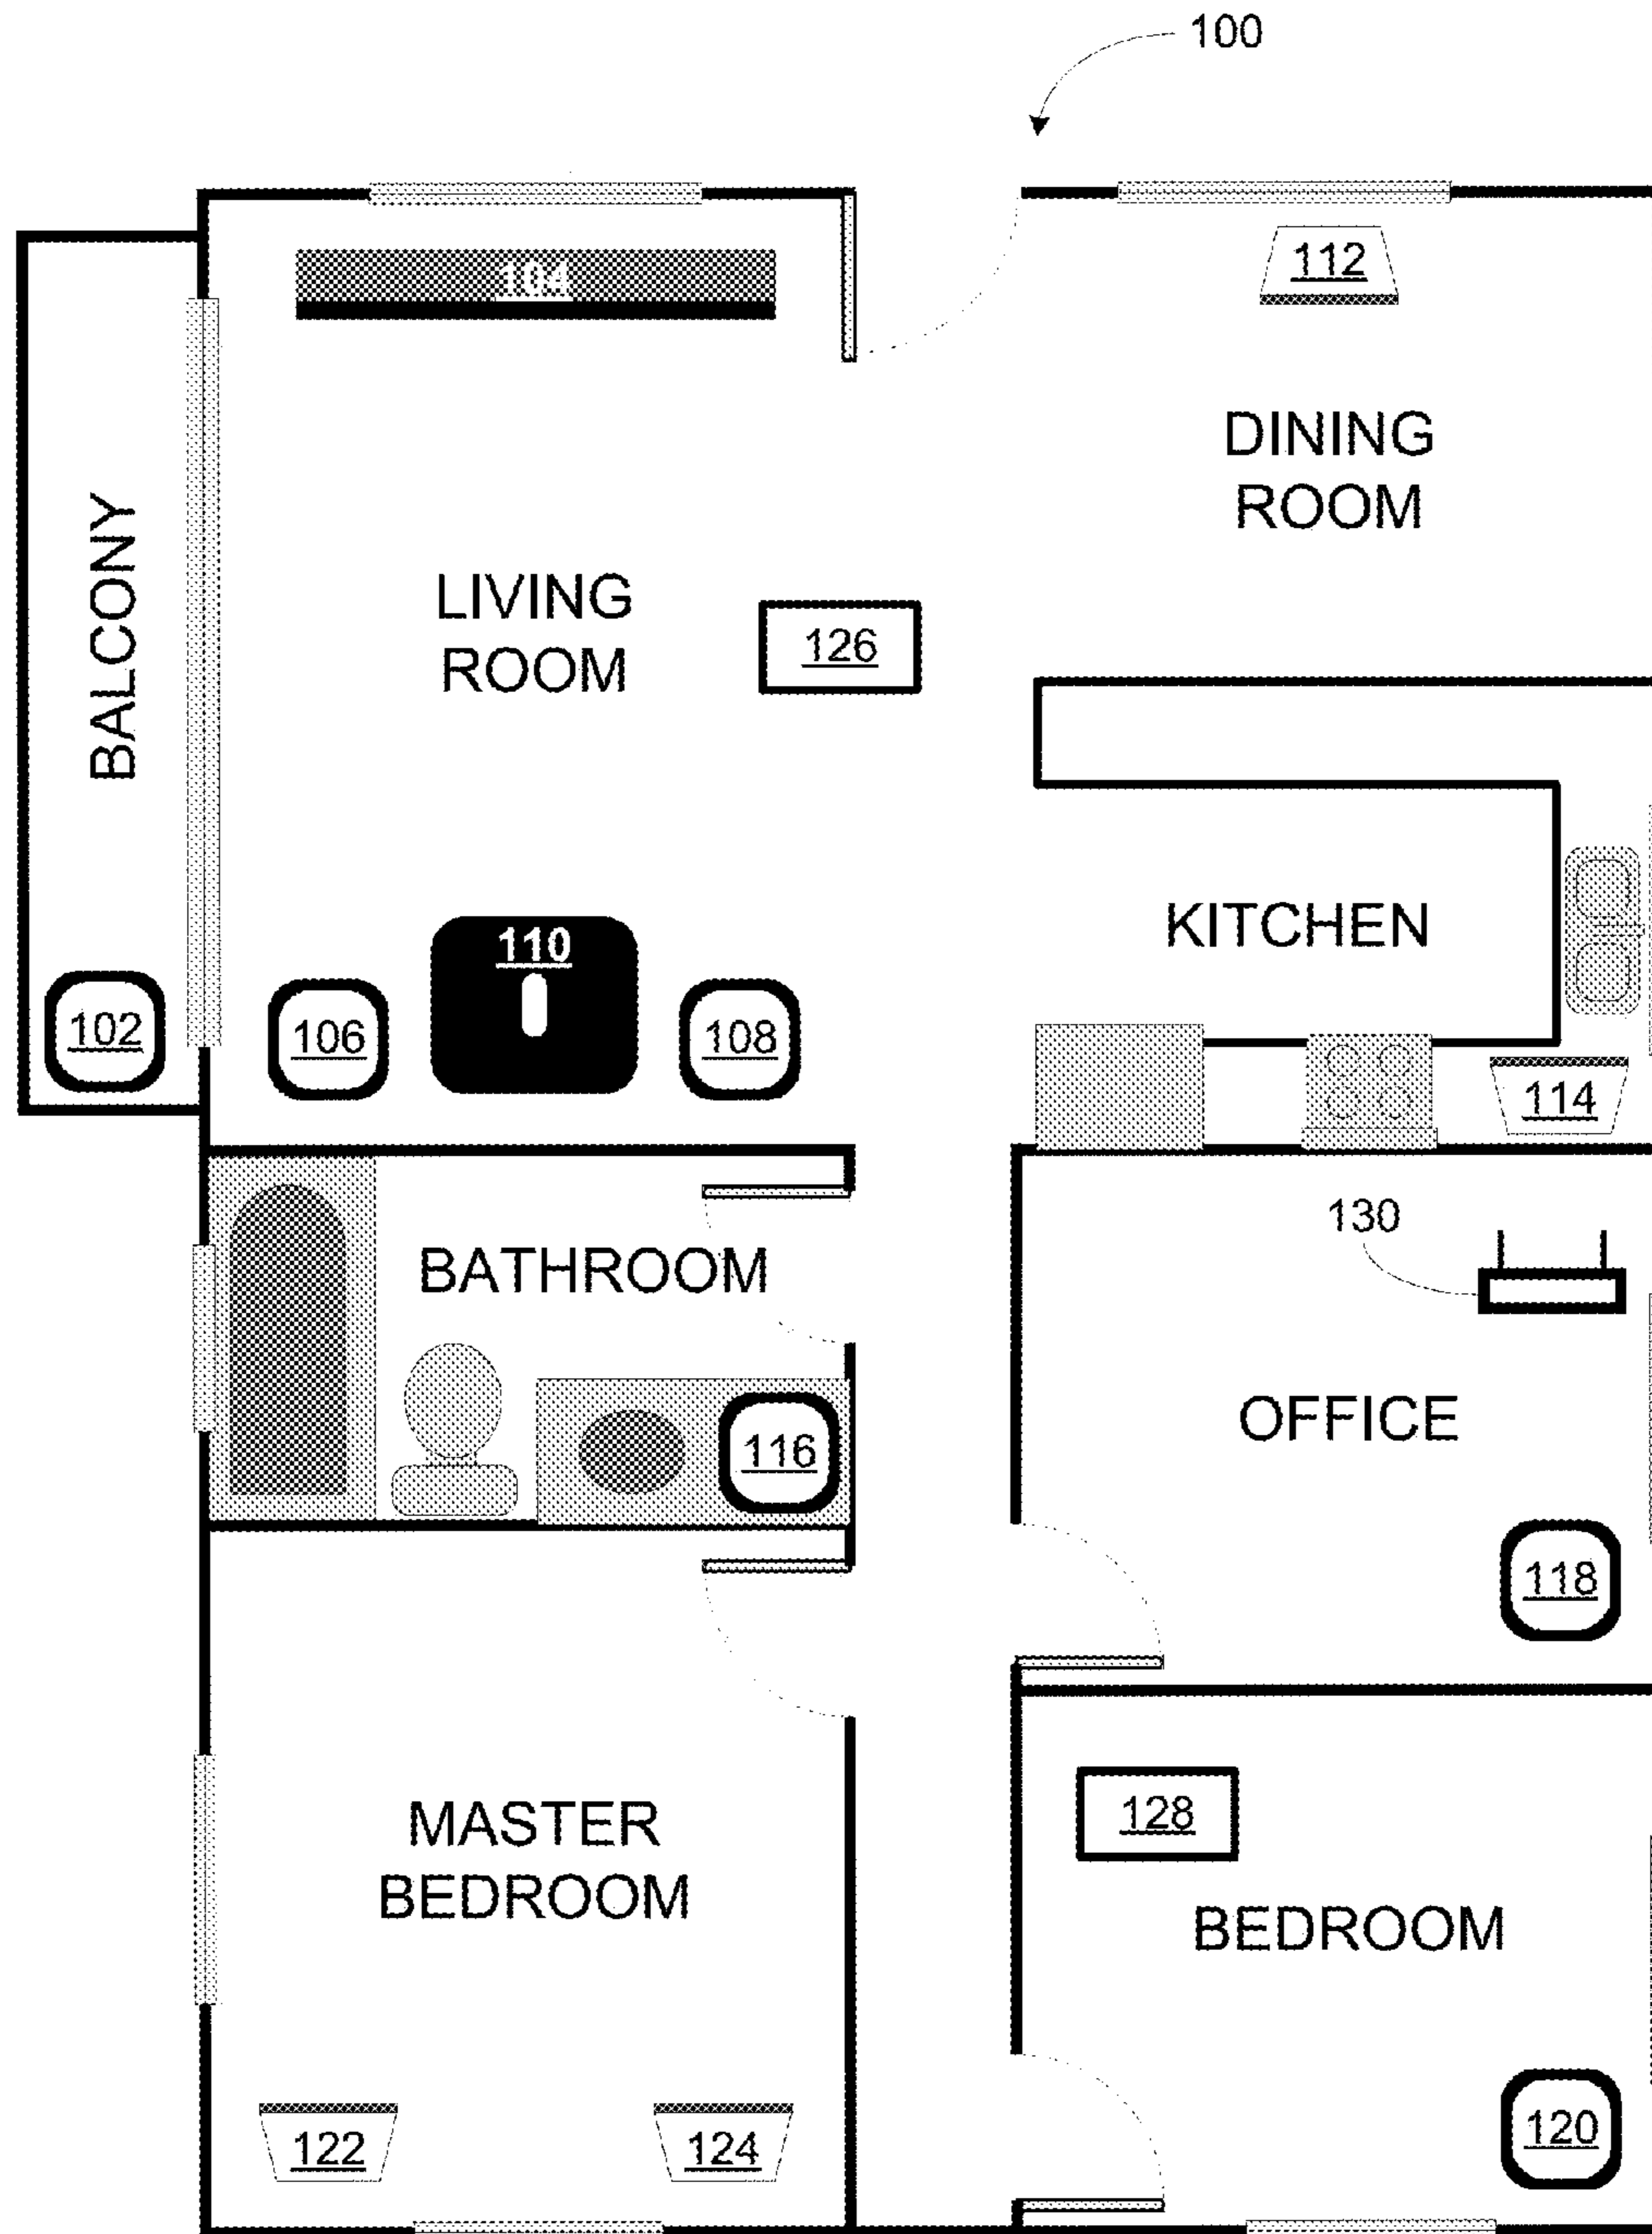 100
104
112
DINING
ROOM
BALCONY
LIVING
ROOM
126
KITCHEN
110
102
106
108
114
130
BATHROOM
OFFICE
116
118
MASTER
BEDROOM
128
BEDROOM
122
124
120